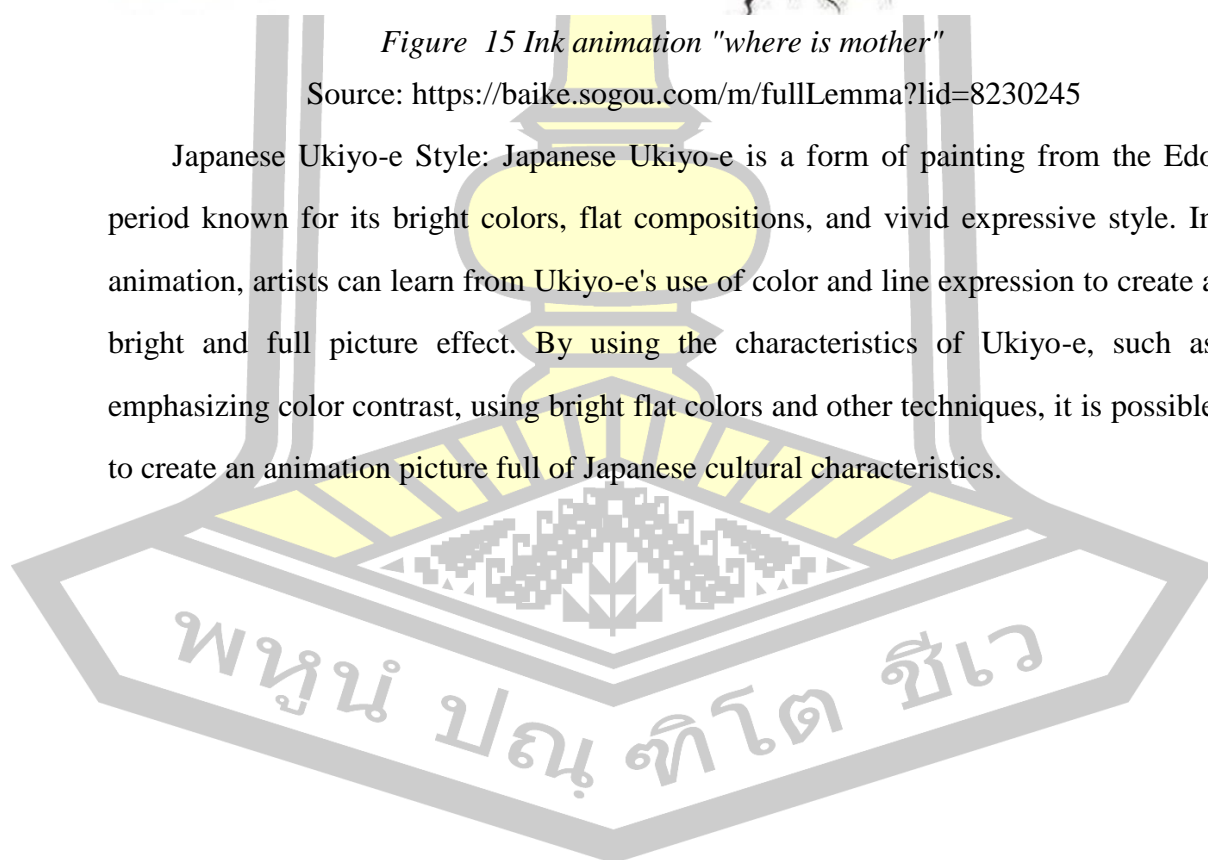 Figure 15 Ink animation "where is mother"
Source: https://baike.sogou.com/m/fullLemma?lid=8230245
Japanese Ukiyo-e Style: Japanese Ukiyo-e is a form of painting from the Edo
period known for its bright colors, flat compositions, and vivid expressive style. In
animation, artists can learn from Ukiyo-e's use of color and line expression to create a
bright and full picture effect. By using the characteristics of Ukiyo-e, such as
emphasizing color contrast, using bright flat colors and other techniques, it is possible
to create an animation picture full of Japanese cultural characteristics.
พหูนํ ปณฺฑิโต ชีเว